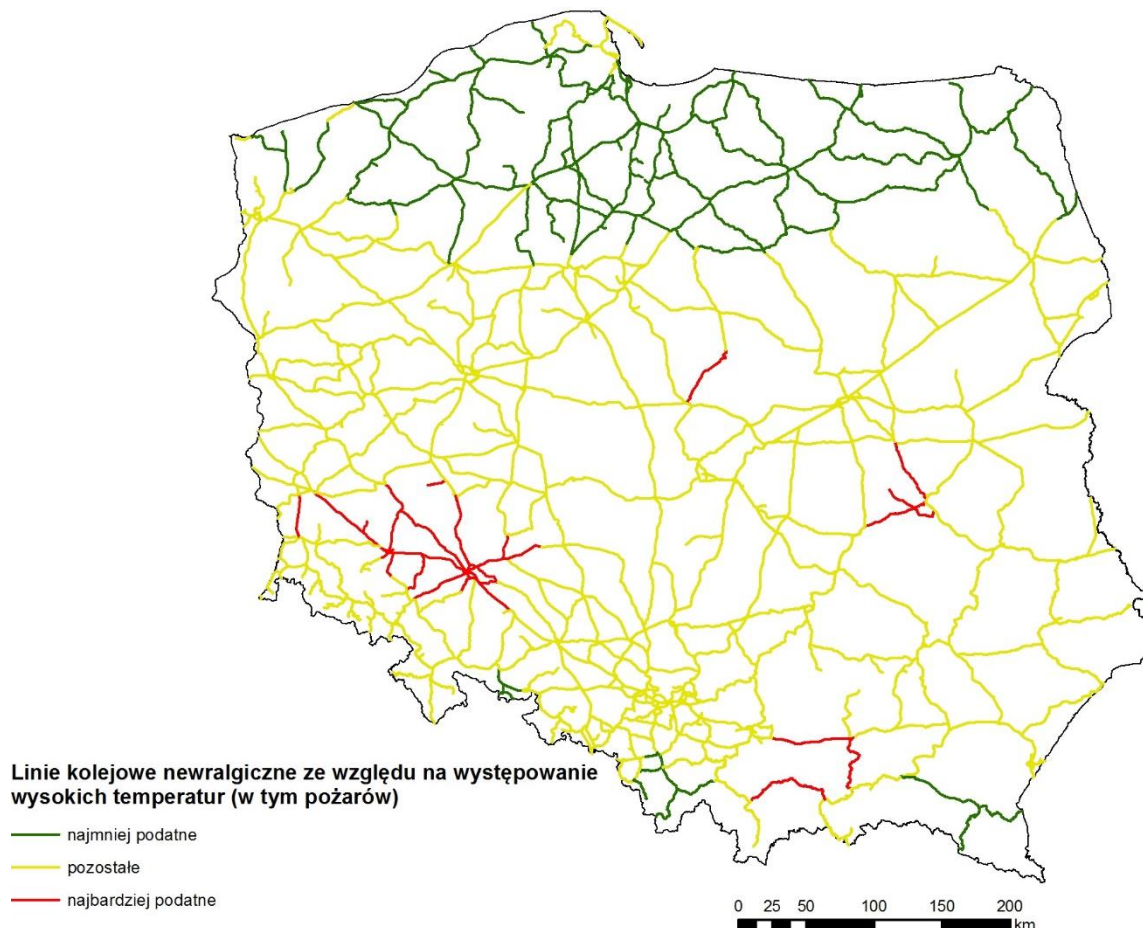 Linie kolejowe newralgiczne ze względu na występowanie
wysokich temperatur (w tym pożarów)
najmniej podatne
pozostałe
najbardziej podatne
0 25 50 100 150 200
km